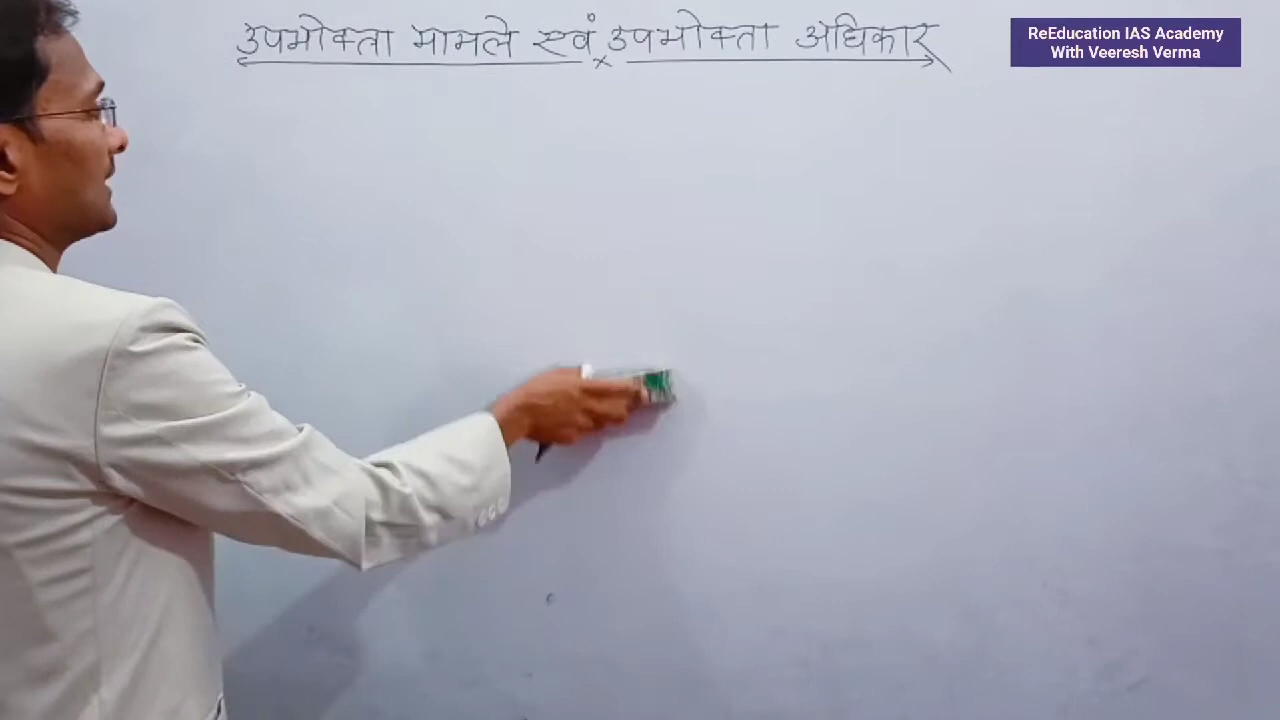 उपभोक्ता मामले एवं उपभोक्ता अधिकार
ReEducation IAS Academy
With Veeresh Verma